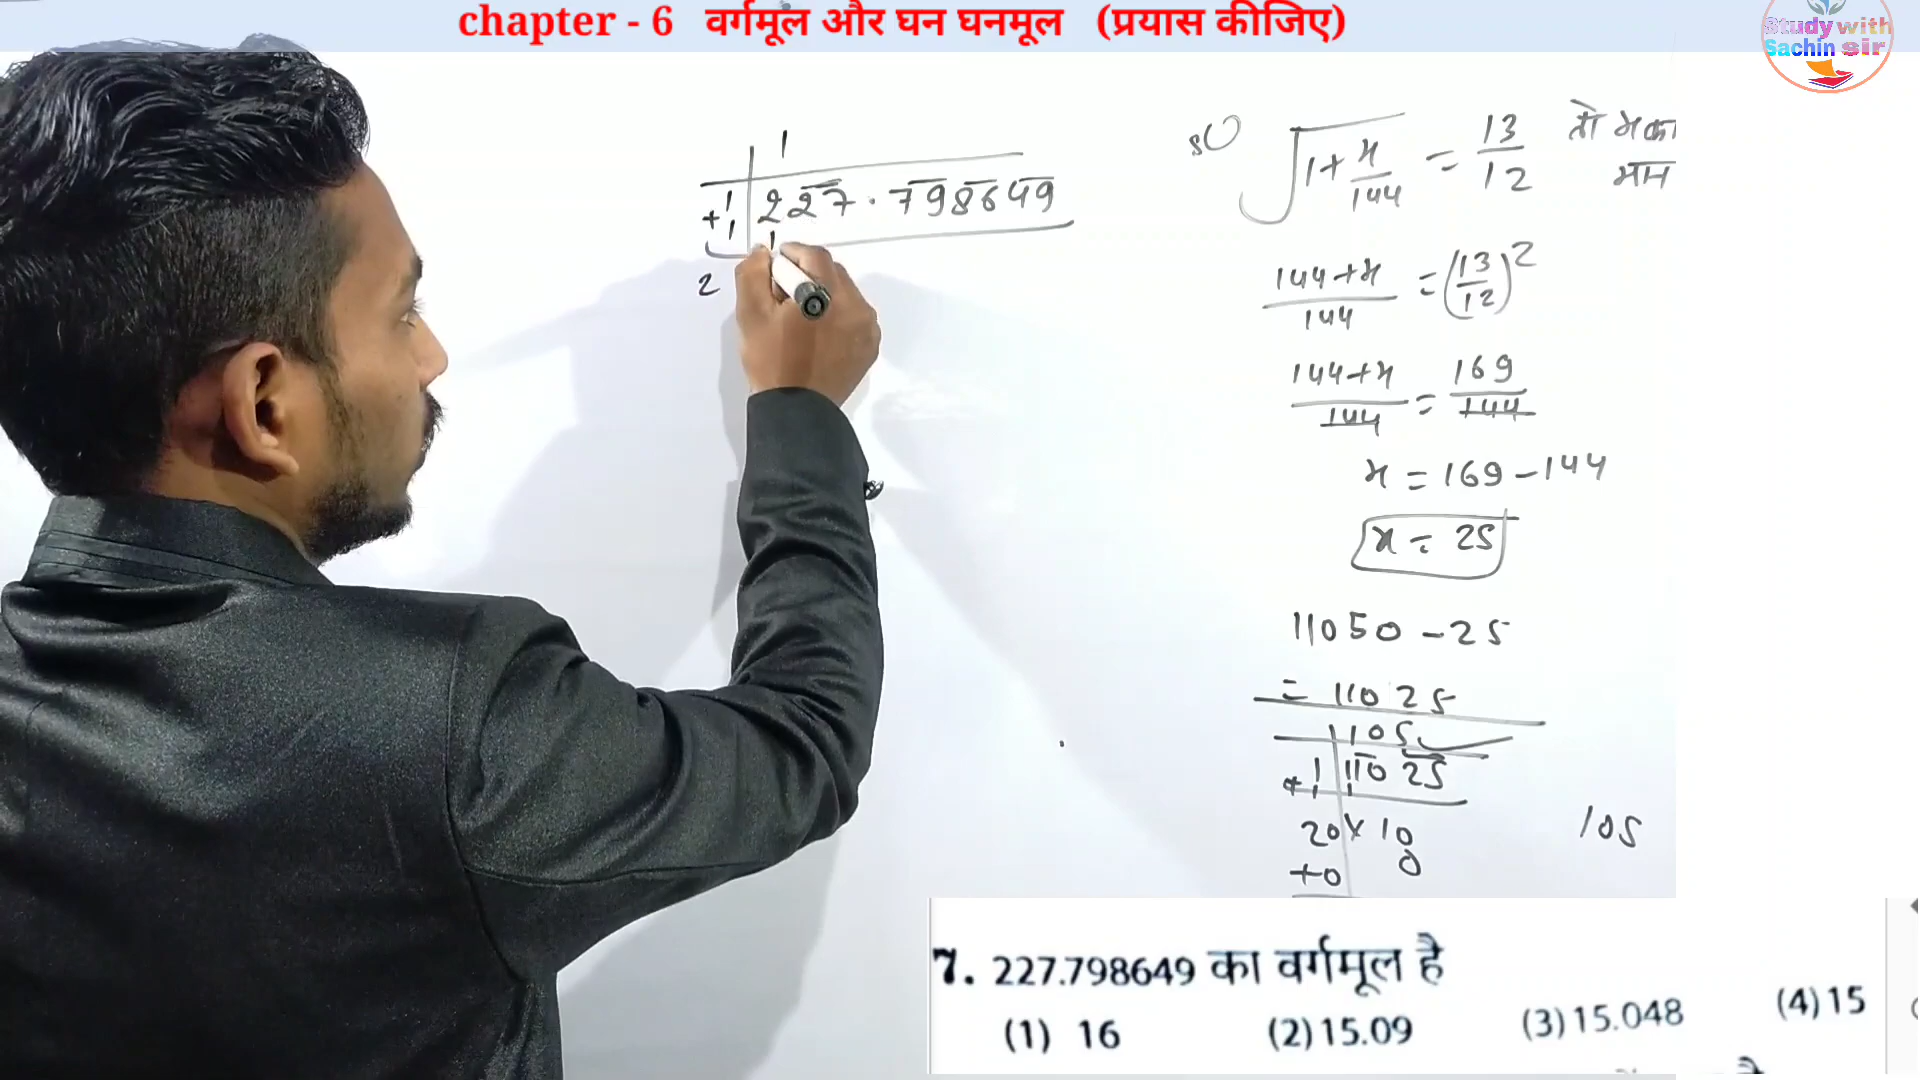 chapter - 6 वर्गमूल और घन घनमूल (प्रयास कीजिए)
Study with
Sachin sir
1
1 227.798649
+1 1
2
80 √1+x/144 = 13/12 तो x का
मान
144+x/144 = (13/12)2
144+x/144 = 169/144
x = 169-144
x = 25
11050-25
= 11025
105
1 11025
+1 1
20 x 10
+0 0
105
7. 227.798649 का वर्गमूल है
(1) 16 (2) 15.09 (3) 15.048 (4) 15